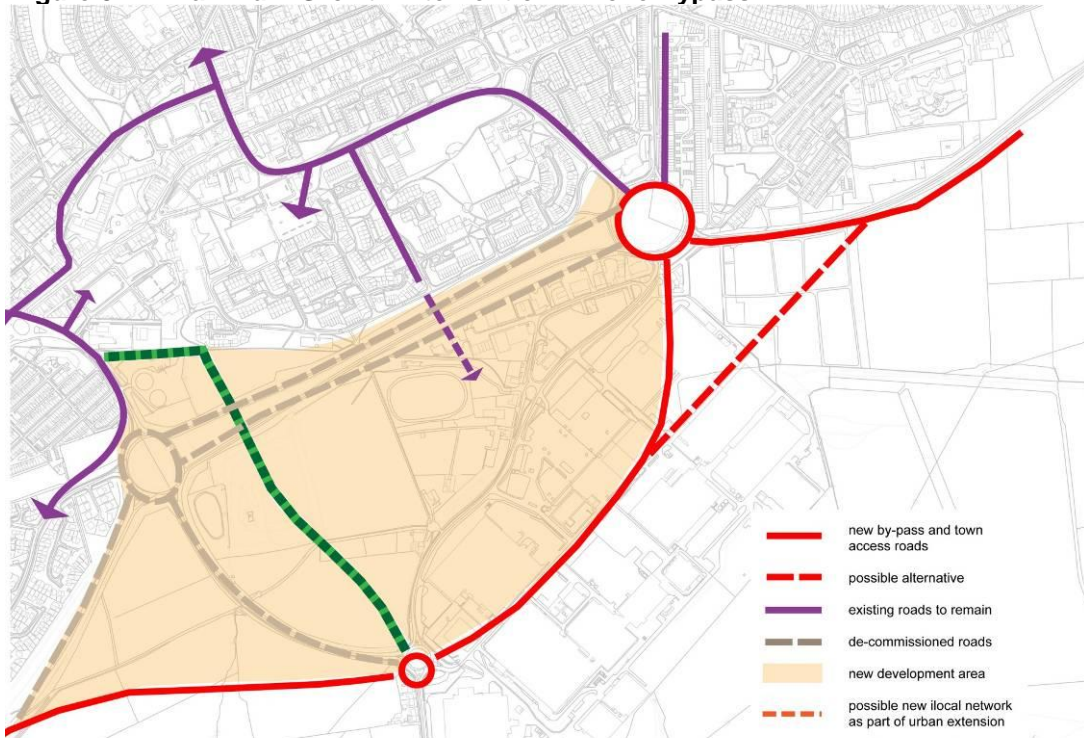 new by-pass and town
access roads
possible alternative
existing roads to remain
de-commissioned roads
new development area
possible new ilocal network
as part of urban extension